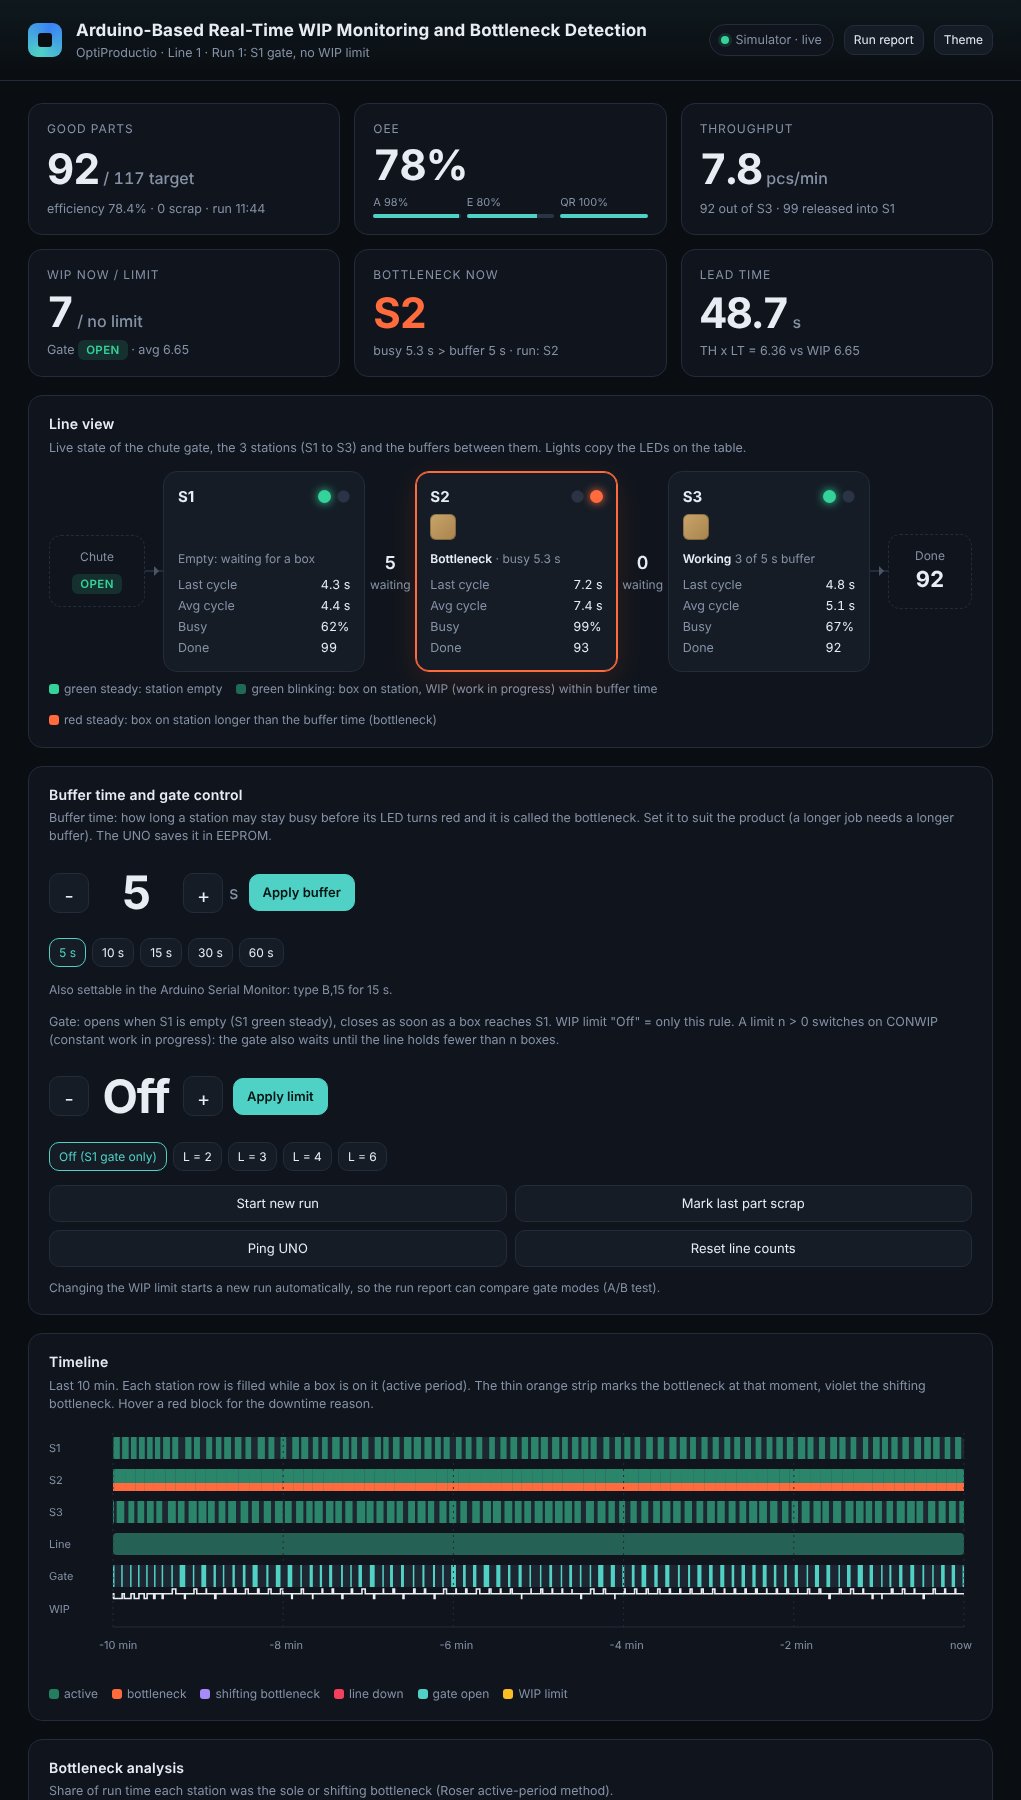 Arduino-Based Real-Time WIP Monitoring and Bottleneck Detection
OptiProductio · Line 1 · Run 1: S1 gate, no WIP limit
Simulator · live
Run report
Theme
GOOD PARTS
92 / 117 target
efficiency 78.4% · 0 scrap · run 11:44
OEE
78%
A 98% E 80% QR 100%
THROUGHPUT
7.8 pcs/min
92 out of S3 · 99 released into S1
WIP NOW / LIMIT
7 / no limit
Gate OPEN · avg 6.65
BOTTLENECK NOW
S2
busy 5.3 s > buffer 5 s · run: S2
LEAD TIME
48.7 s
TH x LT = 6.36 vs WIP 6.65
Line view
Live state of the chute gate, the 3 stations (S1 to S3) and the buffers between them. Lights copy the LEDs on the table.
Chute
OPEN
S1
Empty: waiting for a box
Last cycle 4.3 s
Avg cycle 4.4 s
Busy 62%
Done 99
5
waiting
S2
Bottleneck · busy 5.3 s
Last cycle 7.2 s
Avg cycle 7.4 s
Busy 99%
Done 93
0
waiting
S3
Working 3 of 5 s buffer
Last cycle 4.8 s
Avg cycle 5.1 s
Busy 67%
Done 92
Done
92
green steady: station empty green blinking: box on station, WIP (work in progress) within buffer time
red steady: box on station longer than the buffer time (bottleneck)
Buffer time and gate control
Buffer time: how long a station may stay busy before its LED turns red and it is called the bottleneck. Set it to suit the product (a longer job needs a longer
buffer). The UNO saves it in EEPROM.
- 5 + s Apply buffer
5 s 10 s 15 s 30 s 60 s
Also settable in the Arduino Serial Monitor: type B,15 for 15 s.
Gate: opens when S1 is empty (S1 green steady), closes as soon as a box reaches S1. WIP limit "Off" = only this rule. A limit n > 0 switches on CONWIP
(constant work in progress): the gate also waits until the line holds fewer than n boxes.
- Off + Apply limit
Off (S1 gate only) L = 2 L = 3 L = 4 L = 6
Start new run Mark last part scrap
Ping UNO Reset line counts
Changing the WIP limit starts a new run automatically, so the run report can compare gate modes (A/B test).
Timeline
Last 10 min. Each station row is filled while a box is on it (active period). The thin orange strip marks the bottleneck at that moment, violet the shifting
bottleneck. Hover a red block for the downtime reason.
S1
S2
S3
Line
Gate
WIP
-10 min -8 min -6 min -4 min -2 min now
active bottleneck shifting bottleneck line down gate open WIP limit
Bottleneck analysis
Share of run time each station was the sole or shifting bottleneck (Roser active-period method).